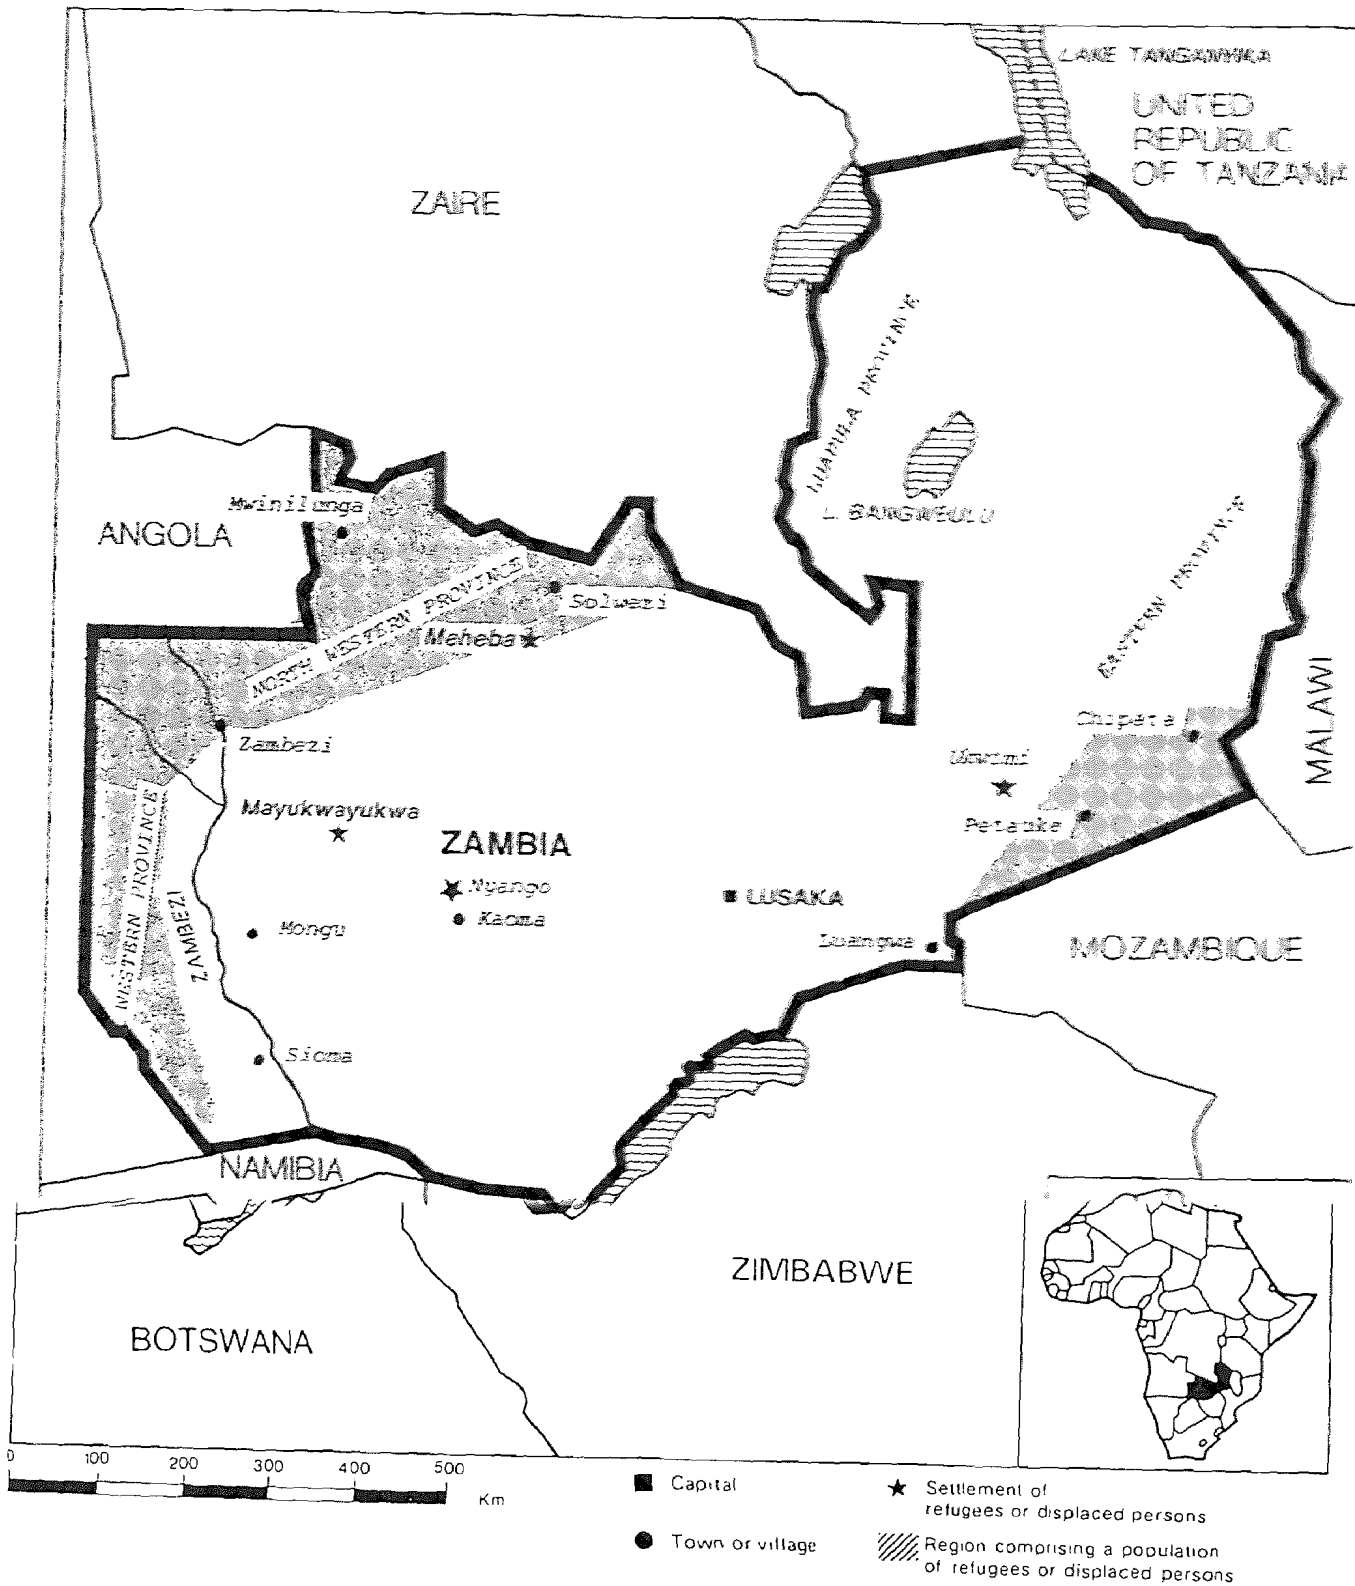 LAKE TANGANYIKA
UNITED
REPUBLIC
OF TANZANIA
ZAIRE
LUAPULA PROVINCE
L. BANGWEULU
Mwinilunga
ANGOLA
EASTERN PROVINCE
NORTH WESTERN PROVINCE
Solwezi
Meheba
MALAWI
Chipata
Zambezi
Ukwimi
Mayukwayukwa
Petauke
ZAMBIA
WESTERN PROVINCE
Nyango
LUSAKA
Kaoma
ZAMBEZI
Mongu
Luangwa
MOZAMBIQUE
Sioma
NAMIBIA
ZIMBABWE
BOTSWANA
0 100 200 300 400 500
Km
Capital
Settlement of
refugees or displaced persons
Town or village
Region comprising a population
of refugees or displaced persons